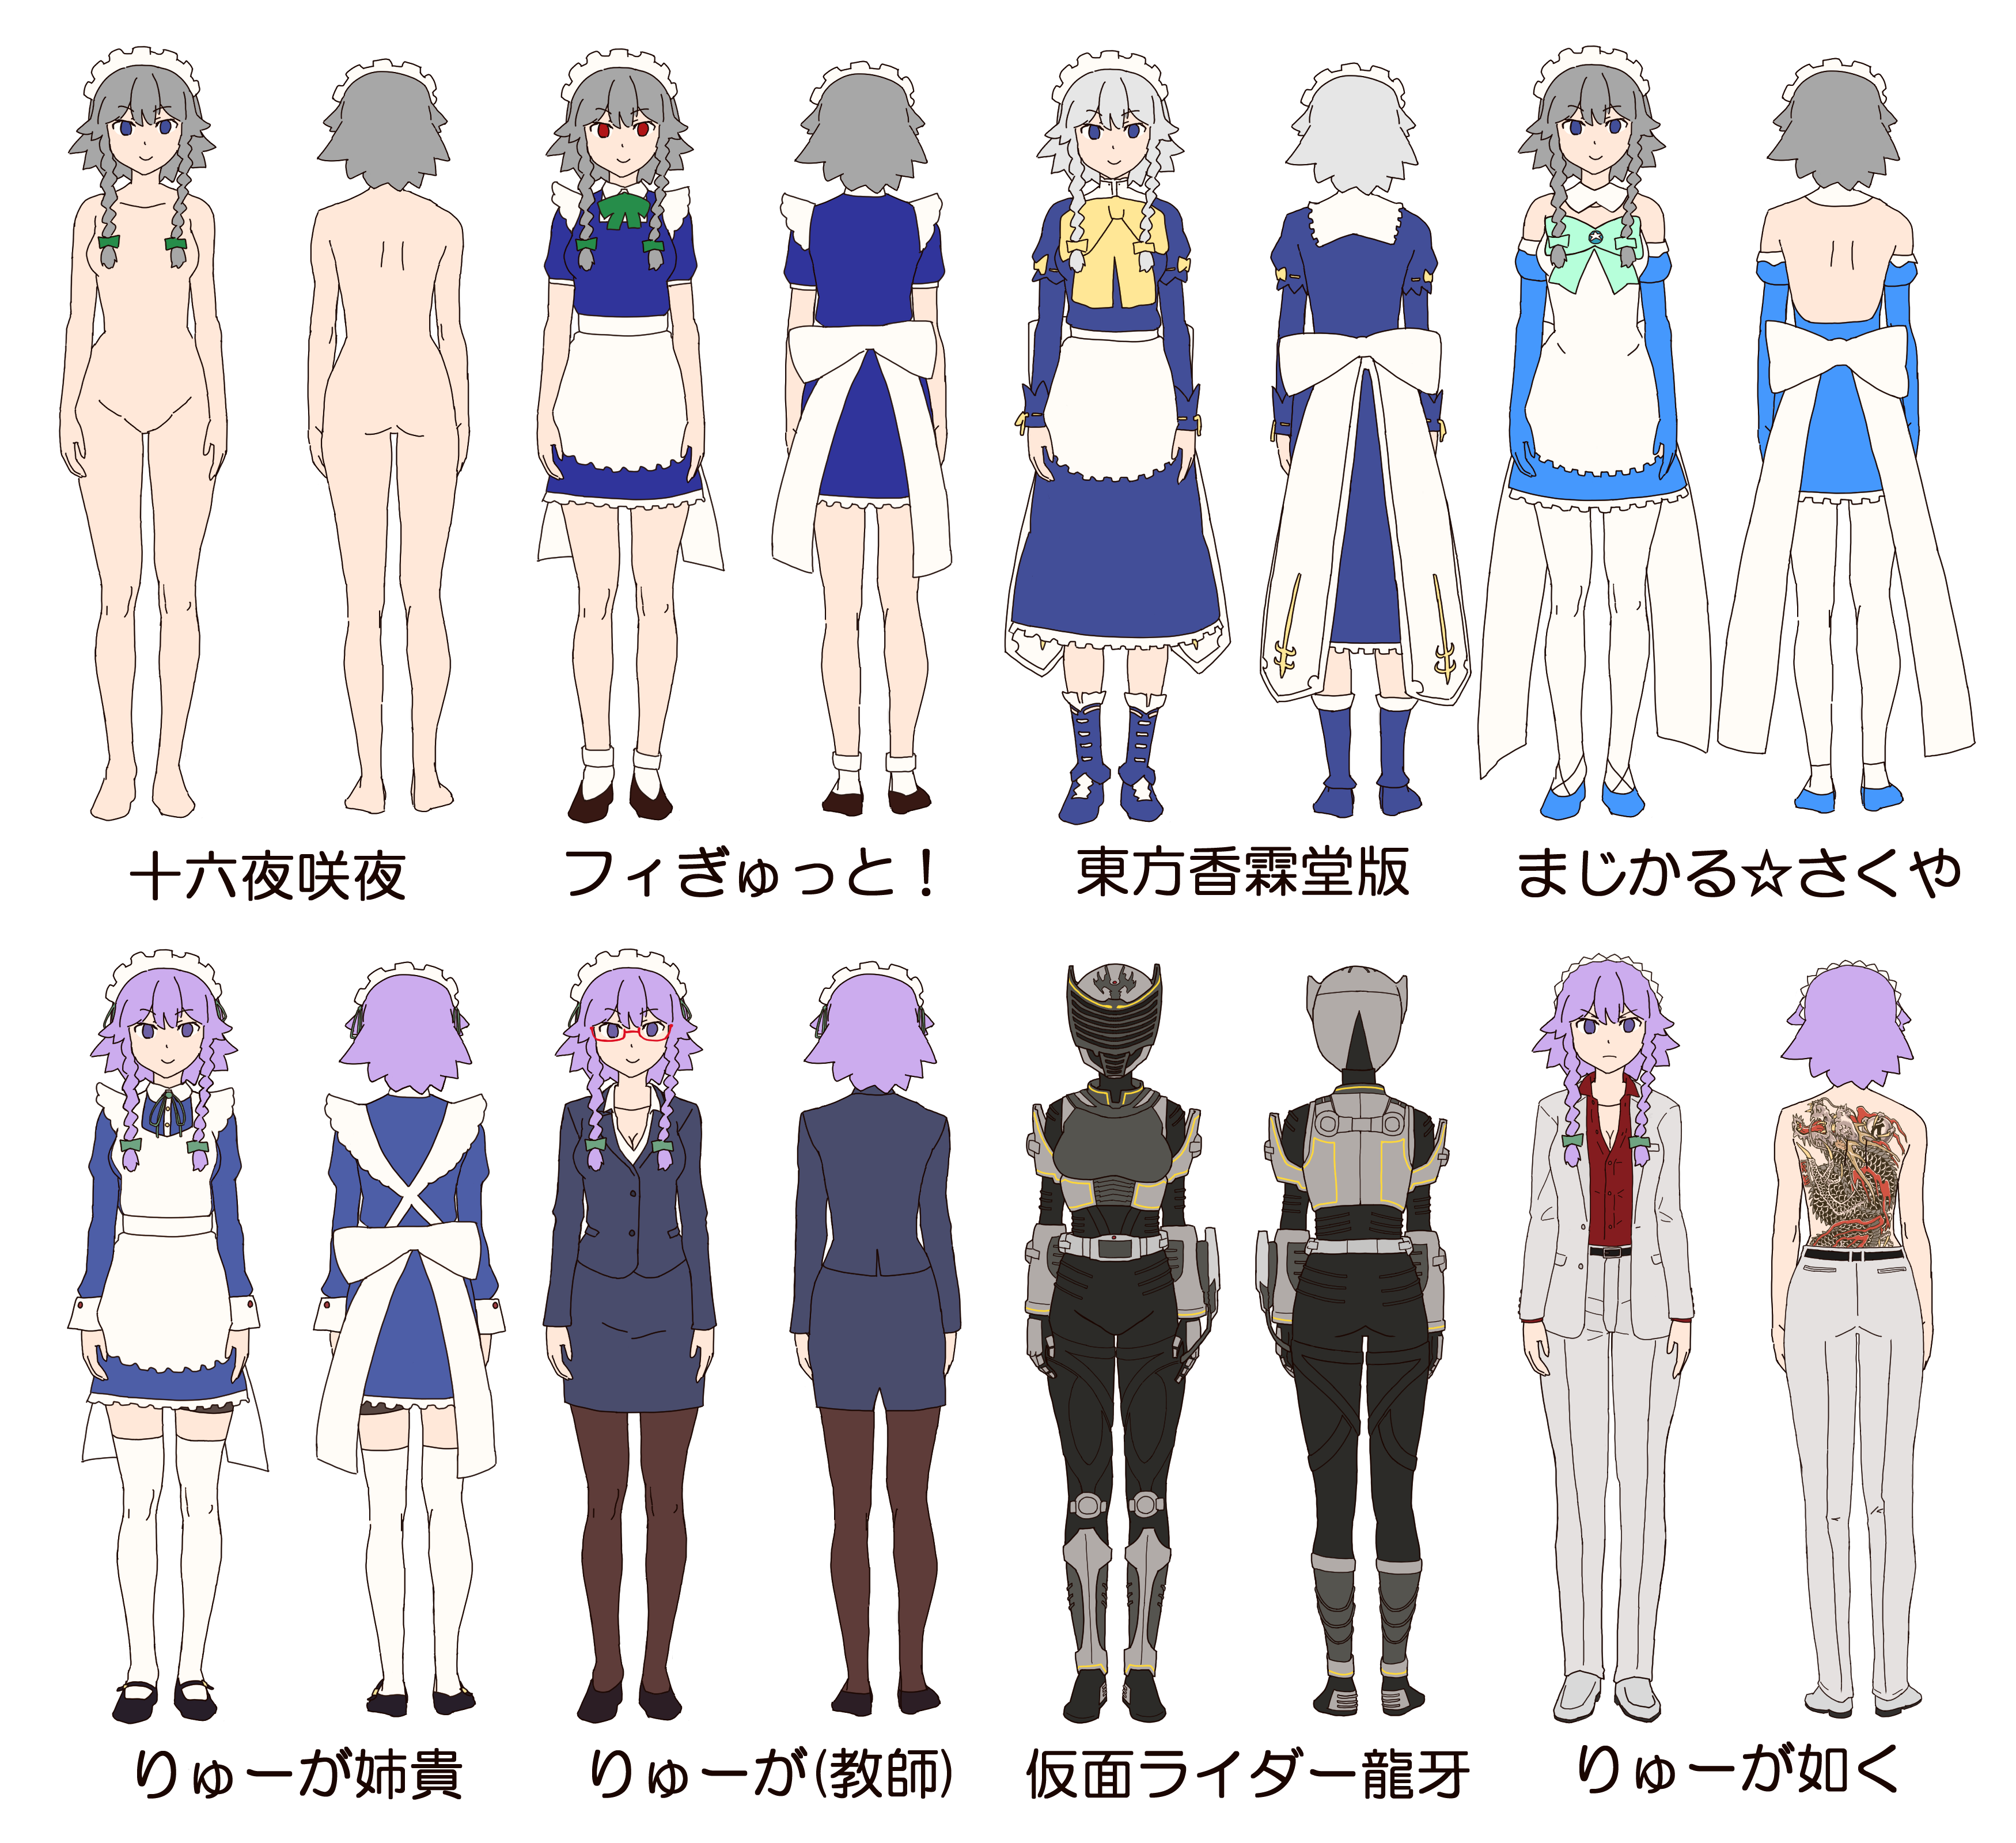 十六夜咲夜
フィぎゅっと!
東方香霖堂版
まじかる☆さくや
りゅーが姉貴
りゅーが(教師)
仮面ライダー龍牙
りゅーが如く